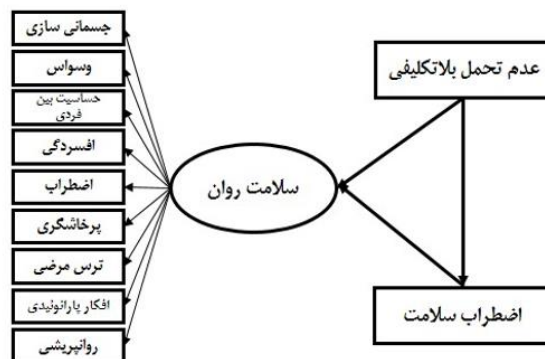 عدم تحمل بلاتکلیفی
اضطراب سلامت
سلامت روان
جسمانی سازی
وسواس
حساسیت بین
فردی
افسردگی
اضطراب
پرخاشگری
ترس مرضی
افکار پارانوئیدی
روانپریشی